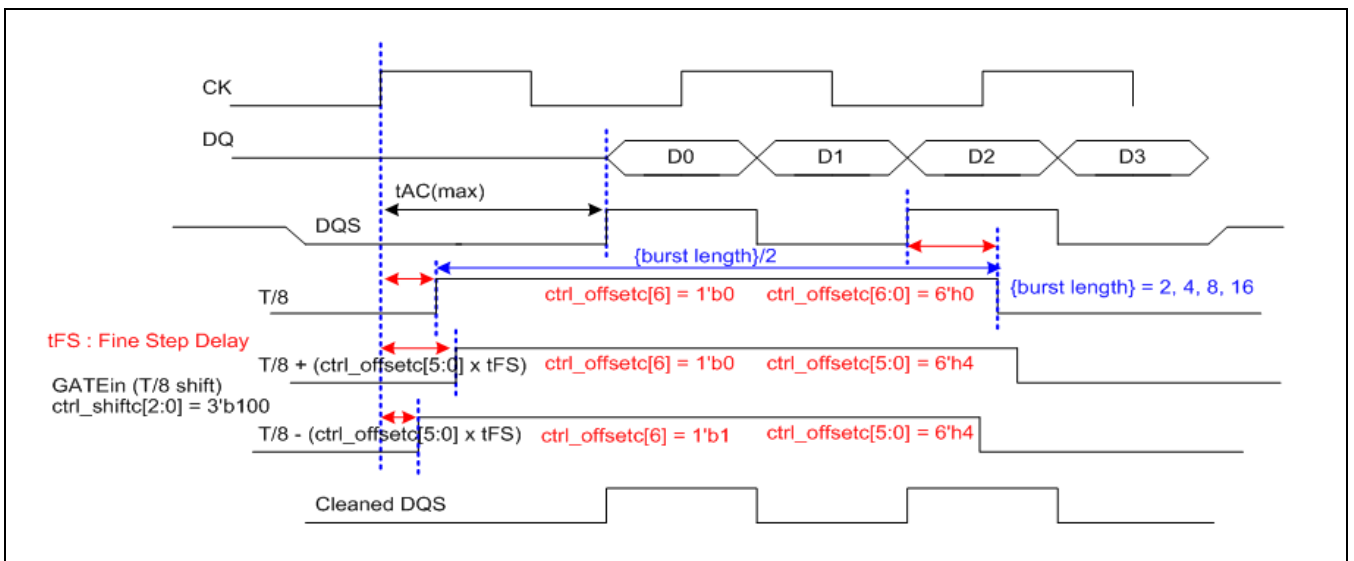 CK
DQ
D0 D1 D2 D3
tAC(max)
DQS
{burst length}/2
T/8
ctrl_offsetc[6] = 1'b0 ctrl_offsetc[6:0] = 6'h0
{burst length} = 2, 4, 8, 16
tFS : Fine Step Delay
T/8 + (ctrl_offsetc[5:0] x tFS)
ctrl_offsetc[6] = 1'b0 ctrl_offsetc[5:0] = 6'h4
GATEin (T/8 shift)
ctrl_shiftc[2:0] = 3'b100
T/8 - (ctrl_offsetc[5:0] x tFS)
ctrl_offsetc[6] = 1'b1 ctrl_offsetc[5:0] = 6'h4
Cleaned DQS